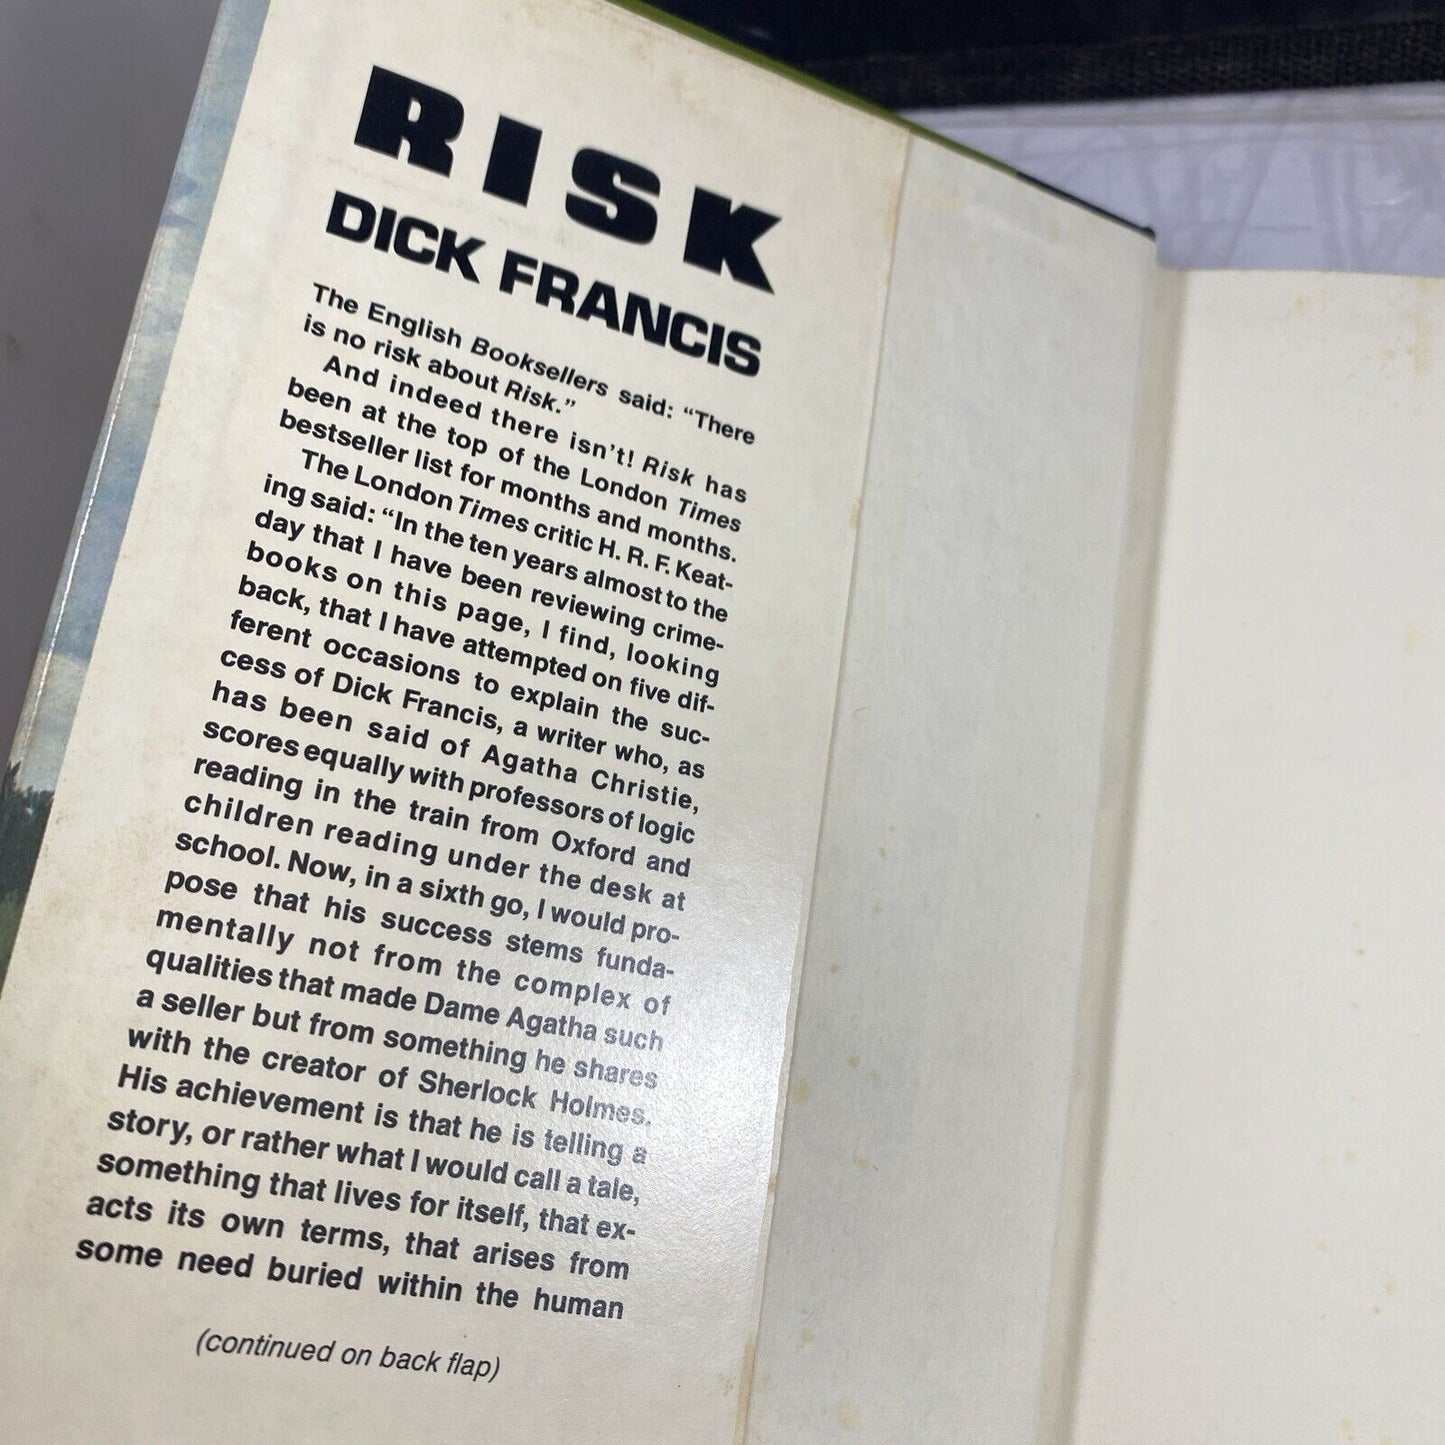 RISK
DICK FRANCIS
The English Booksellers said: “There
is no risk about Risk.”
And indeed there isn’t! Risk has
been at the top of the London Times
bestseller list for months and months.
The London Times critic H. R. F. Keat-
ing said: “In the ten years almost to the
day that I have been reviewing crime-
books on this page, I find, looking
back, that I have attempted on five dif-
ferent occasions to explain the suc-
cess of Dick Francis, a writer who, as
has been said of Agatha Christie,
scores equally with professors of logic
reading in the train from Oxford and
children reading under the desk at
school. Now, in a sixth go, I would pro-
pose that his success stems funda-
mentally not from the complex of
qualities that made Dame Agatha such
a seller but from something he shares
with the creator of Sherlock Holmes.
His achievement is that he is telling a
story, or rather what I would call a tale,
something that lives for itself, that ex-
acts its own terms, that arises from
some need buried within the human
(continued on back flap)